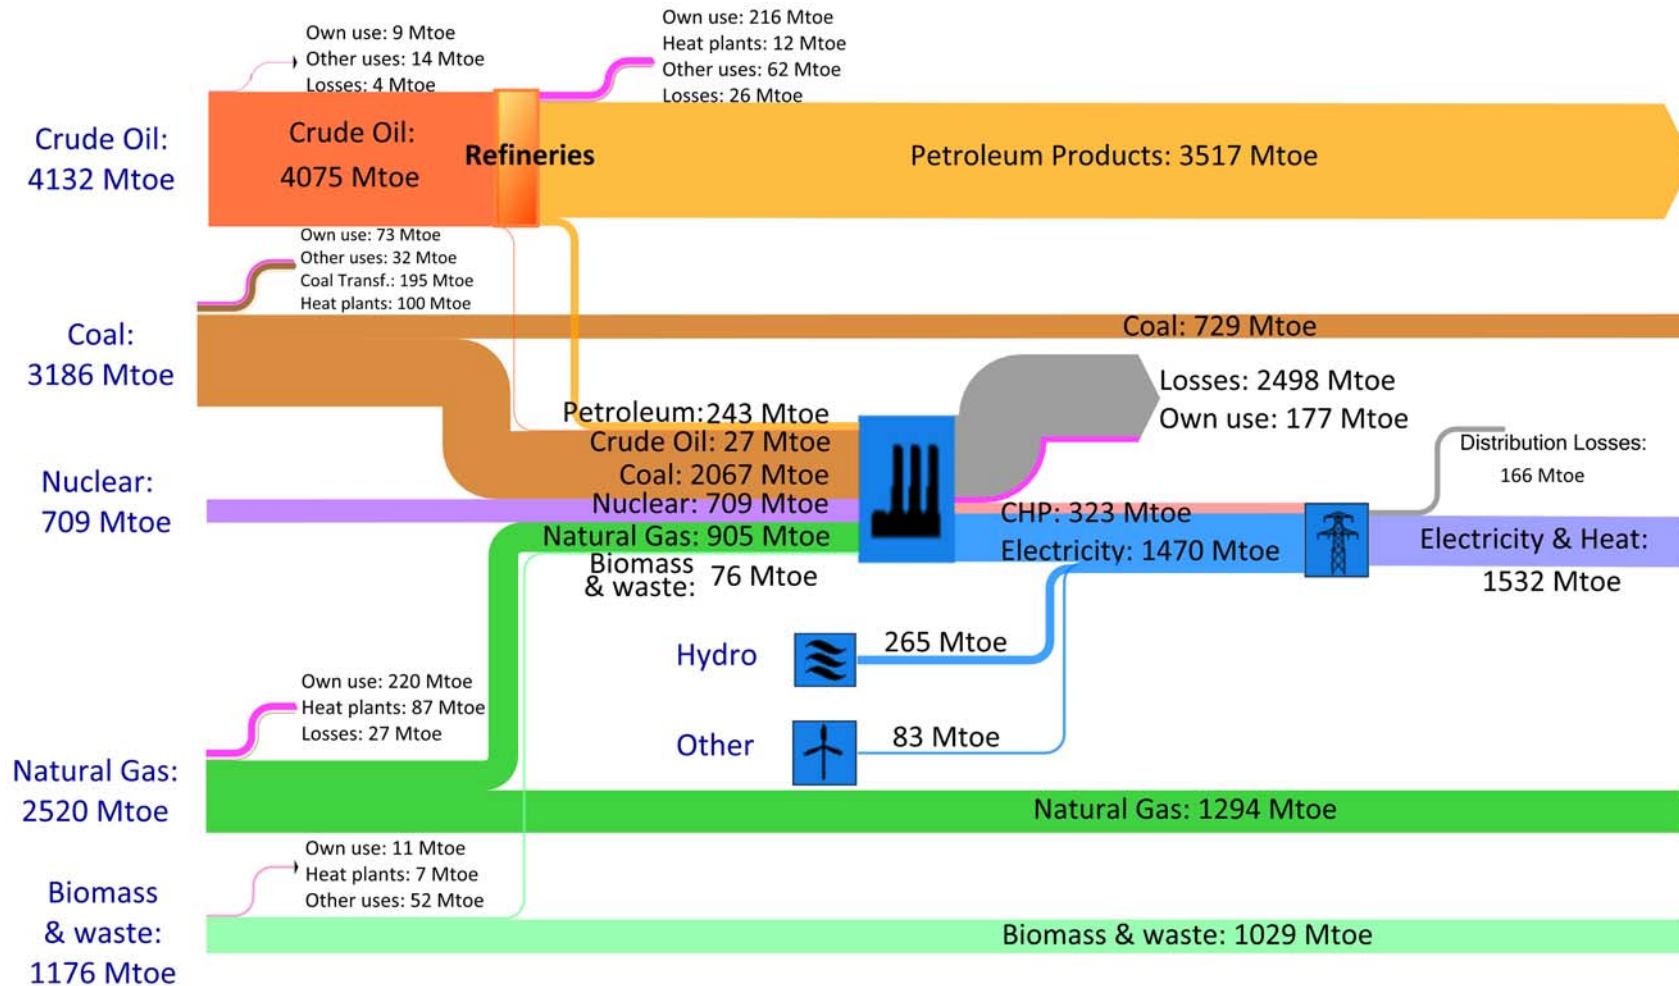 Own use: 9 Mtoe
Other uses: 14 Mtoe
Losses: 4 Mtoe
Own use: 216 Mtoe
Heat plants: 12 Mtoe
Other uses: 62 Mtoe
Losses: 26 Mtoe
Crude Oil:
4132 Mtoe
Crude Oil:
4075 Mtoe
Refineries
Petroleum Products: 3517 Mtoe
Own use: 73 Mtoe
Other uses: 32 Mtoe
Coal Transf.: 195 Mtoe
Heat plants: 100 Mtoe
Coal:
3186 Mtoe
Coal: 729 Mtoe
Losses: 2498 Mtoe
Own use: 177 Mtoe
Petroleum: 243 Mtoe
Crude Oil: 27 Mtoe
Coal: 2067 Mtoe
Nuclear: 709 Mtoe
Natural Gas: 905 Mtoe
Biomass
& waste: 76 Mtoe
Distribution Losses:
166 Mtoe
Nuclear:
709 Mtoe
CHP: 323 Mtoe
Electricity: 1470 Mtoe
Electricity & Heat:
1532 Mtoe
Hydro
265 Mtoe
Other
83 Mtoe
Own use: 220 Mtoe
Heat plants: 87 Mtoe
Losses: 27 Mtoe
Natural Gas:
2520 Mtoe
Natural Gas: 1294 Mtoe
Own use: 11 Mtoe
Heat plants: 7 Mtoe
Other uses: 52 Mtoe
Biomass
& waste:
1176 Mtoe
Biomass & waste: 1029 Mtoe